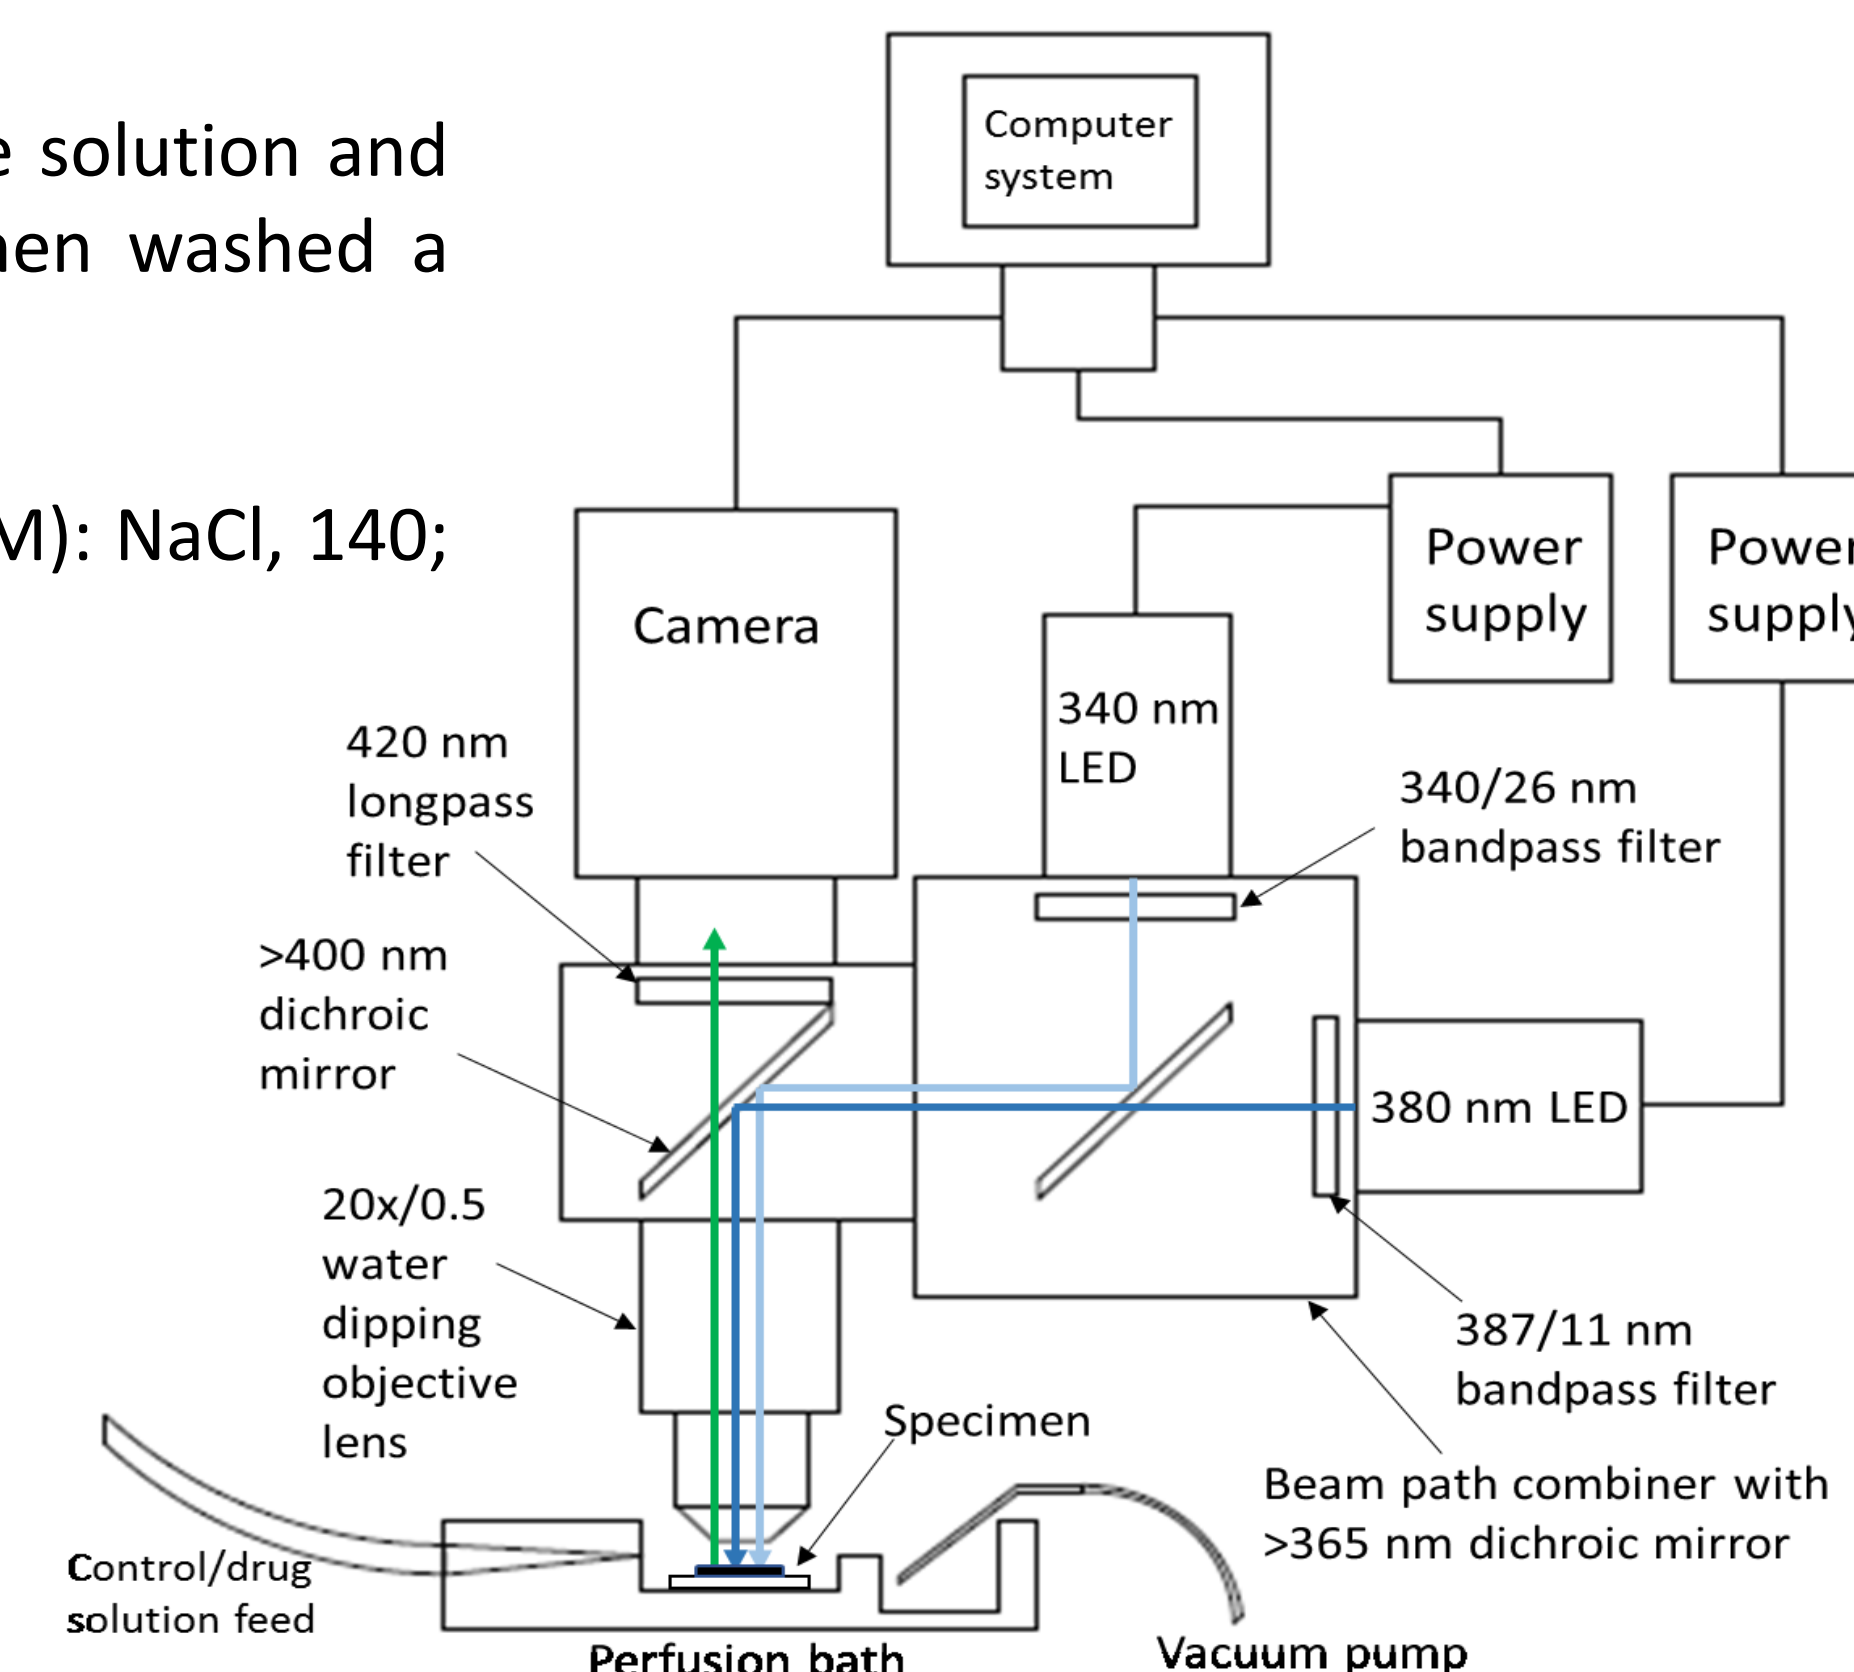 e solution and
hen washed a
M): NaCl, 140;
Computer
system
Power
supply
Power
supply
Camera
340 nm
LED
420 nm
longpass
filter
340/26 nm
bandpass filter
>400 nm
dichroic
mirror
380 nm LED
20x/0.5
water
dipping
objective
lens
387/11 nm
bandpass filter
Specimen
Beam path combiner with
>365 nm dichroic mirror
Control/drug
solution feed
Perfusion bath
Vacuum pump